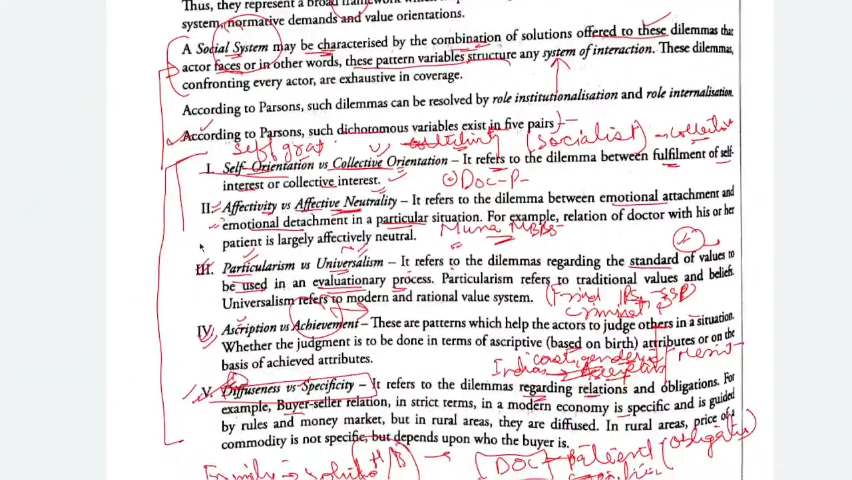 Thus, they represent a broad framework which
system, normative demands and value orientations.
A Social System may be characterised by the combination of solutions offered to these dilemmas that
actor faces or in other words, these pattern variables structure any system of interaction. These dilemmas,
confronting every actor, are exhaustive in coverage.
According to Parsons, such dilemmas can be resolved by role institutionalisation and role internalisation.
According to Parsons, such dichotomous variables exist in five pairs
self grat (socialist)
I. Self-Orientation vs Collective Orientation – It refers to the dilemma between fulfilment of self-
interest or collective interest.
Doc-P-
II. Affectivity vs Affective Neutrality – It refers to the dilemma between emotional attachment and
emotional detachment in a particular situation. For example, relation of doctor with his or her
patient is largely affectively neutral.
Muna MBBS
III. Particularism vs Universalism – It refers to the dilemmas regarding the standard of values to
be used in an evaluationary process. Particularism refers to traditional values and beliefs.
Universalism refers to modern and rational value system.
IPS SSP
IV. Ascription vs Achievement – These are patterns which help the actors to judge others in a situation.
Whether the judgment is to be done in terms of ascriptive (based on birth) attributes or on the
basis of achieved attributes.
India
V. Diffuseness vs Specificity – It refers to the dilemmas regarding relations and obligations. For
example, Buyer-seller relation, in strict terms, in a modern economy is specific and is guided
by rules and money market, but in rural areas, they are diffused. In rural areas, price of a
commodity is not specific, but depends upon who the buyer is.
Family H/B DOC Patient (obligatio